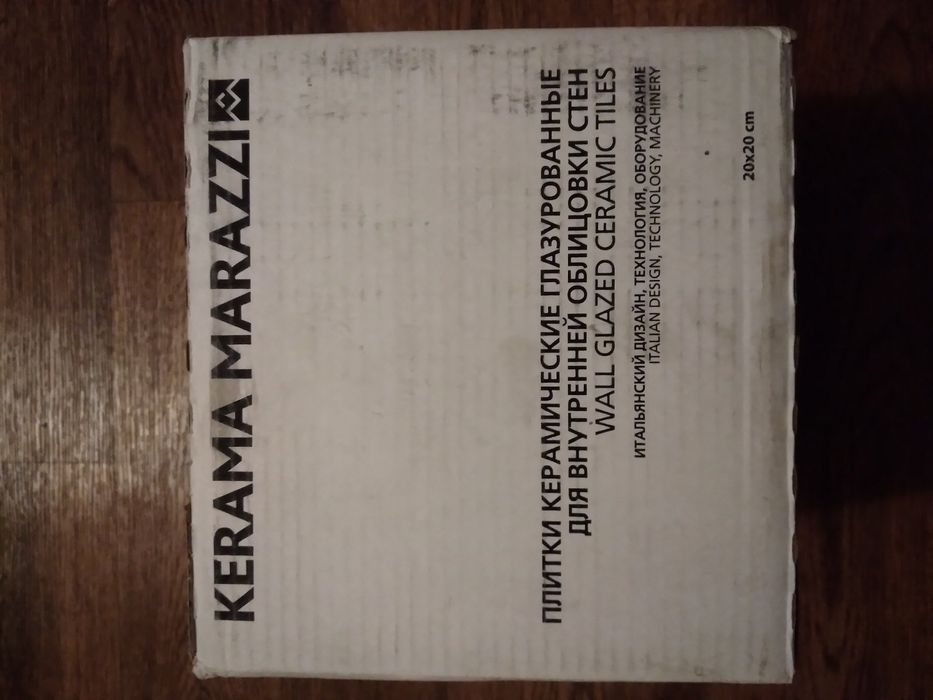 KERAMA MARAZZI
ПЛИТКИ КЕРАМИЧЕСКИЕ ГЛАЗУРОВАННЫЕ
ДЛЯ ВНУТРЕННЕЙ ОБЛИЦОВКИ СТЕН
WALL GLAZED CERAMIC TILES
ИТАЛЬЯНСКИЙ ДИЗАЙН, ТЕХНОЛОГИЯ, ОБОРУДОВАНИЕ
ITALIAN DESIGN, TECHNOLOGY, MACHINERY
20x20 cm